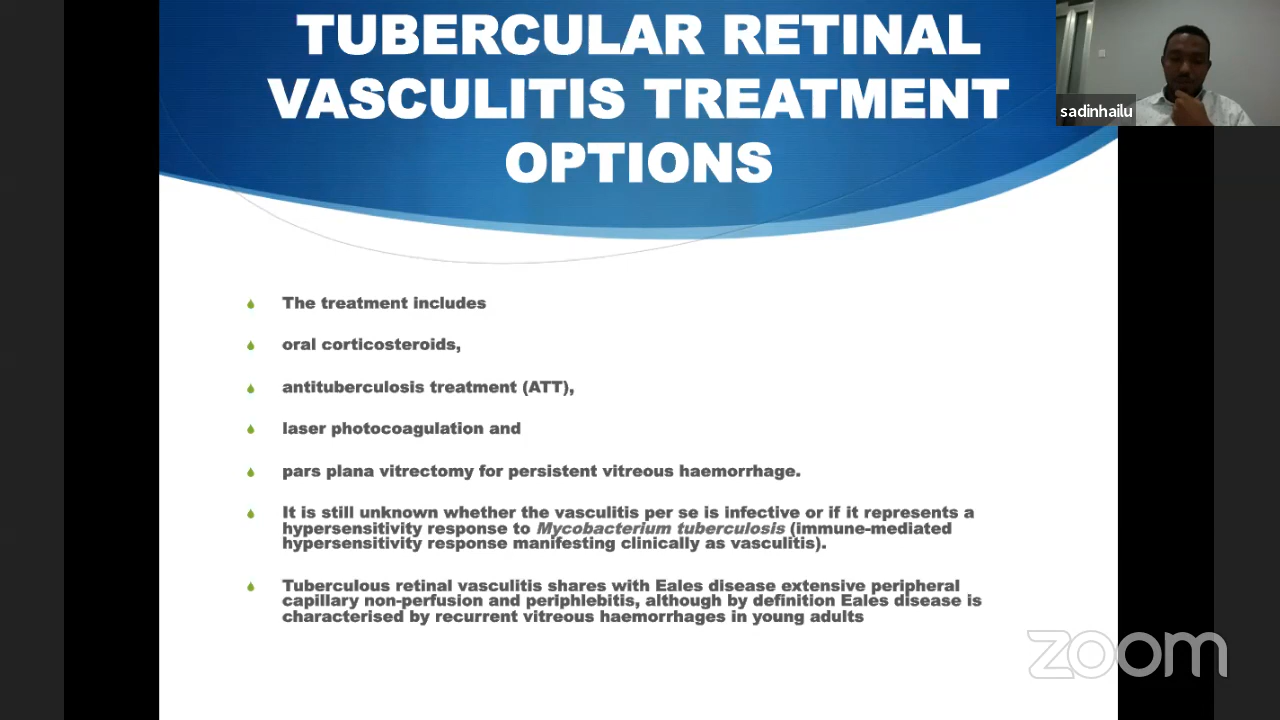 TUBERCULAR RETINAL
VASCULITIS TREATMENT
OPTIONS
sadinhailu
The treatment includes
oral corticosteroids,
antituberculosis treatment (ATT),
laser photocoagulation and
pars plana vitrectomy for persistent vitreous haemorrhage.
It is still unknown whether the vasculitis per se is infective or if it represents a
hypersensitivity response to Mycobacterium tuberculosis (immune-mediated
hypersensitivity response manifesting clinically as vasculitis).
Tuberculous retinal vasculitis shares with Eales disease extensive peripheral
capillary non-perfusion and periphlebitis, although by definition Eales disease is
characterised by recurrent vitreous haemorrhages in young adults
zoom